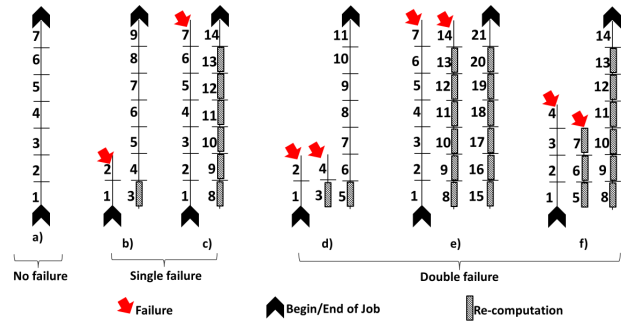 7 9 7 14 11 7 14 21 14
6 8 6 13 10 6 13 20 13
5 7 5 12 9 5 12 19 12
4 6 4 11 8 4 11 18 4 11
3 5 3 10 7 3 10 17 3 7 10
2 2 4 2 9 2 4 6 2 9 16 2 6 9
1 1 3 1 8 1 3 5 1 8 15 1 5 8
a) b) c) d) e) f)
No failure Single failure Double failure
Failure Begin/End of Job Re-computation